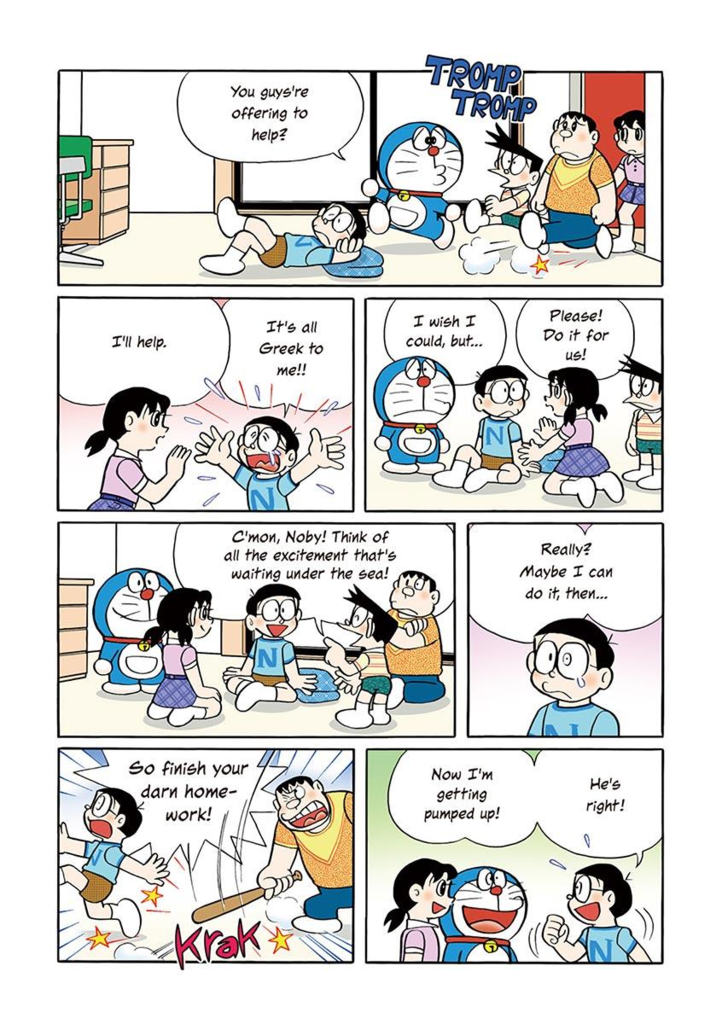 TROMP
TROMP
You guys're
offering to
help?
Please!
Do it for
us!
I wish I
could, but...
It's all
Greek to
me!!
I'll help.
Really?
Maybe I can
do it, then...
C'mon, Noby! Think of
all the excitement that's
waiting under the sea!
N
He's
right!
Now I'm
getting
pumped up!
N
So finish your
darn home-
work!
Krak